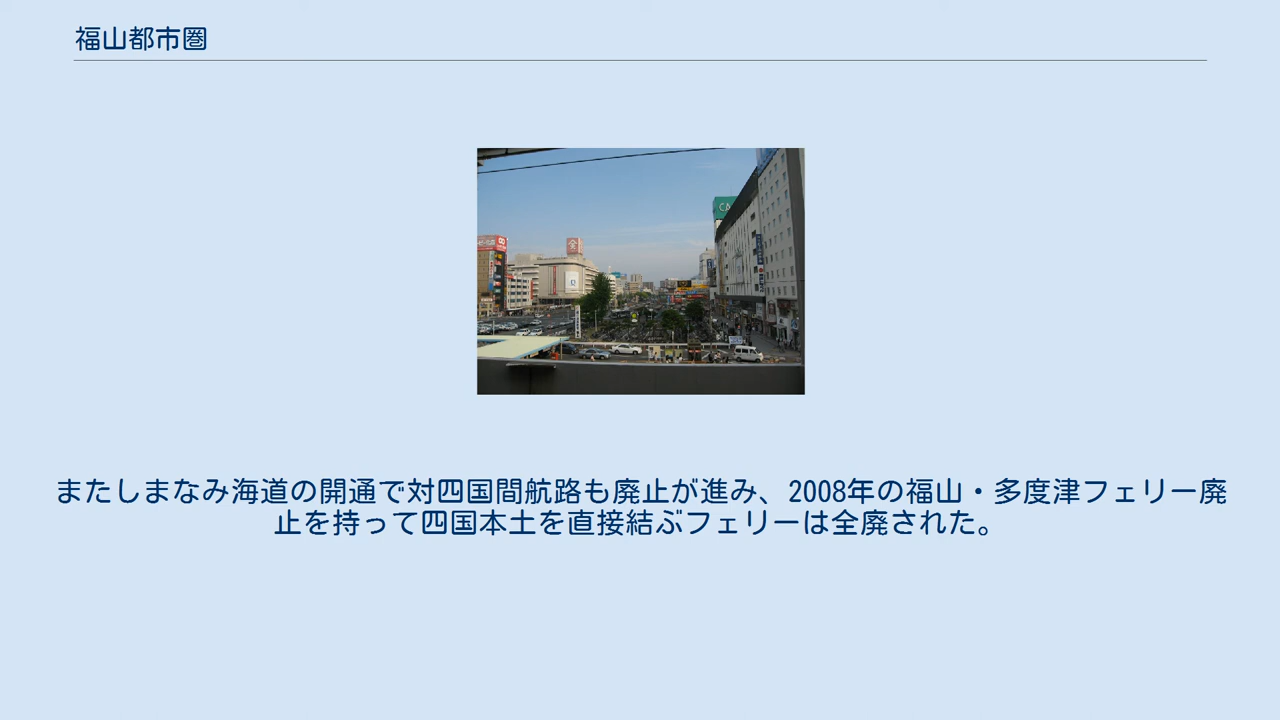 福山都市圏
CA
またしまなみ海道の開通で対四国間航路も廃止が進み、2008年の福山・多度津フェリー廃
止を持って四国本土を直接結ぶフェリーは全廃された。